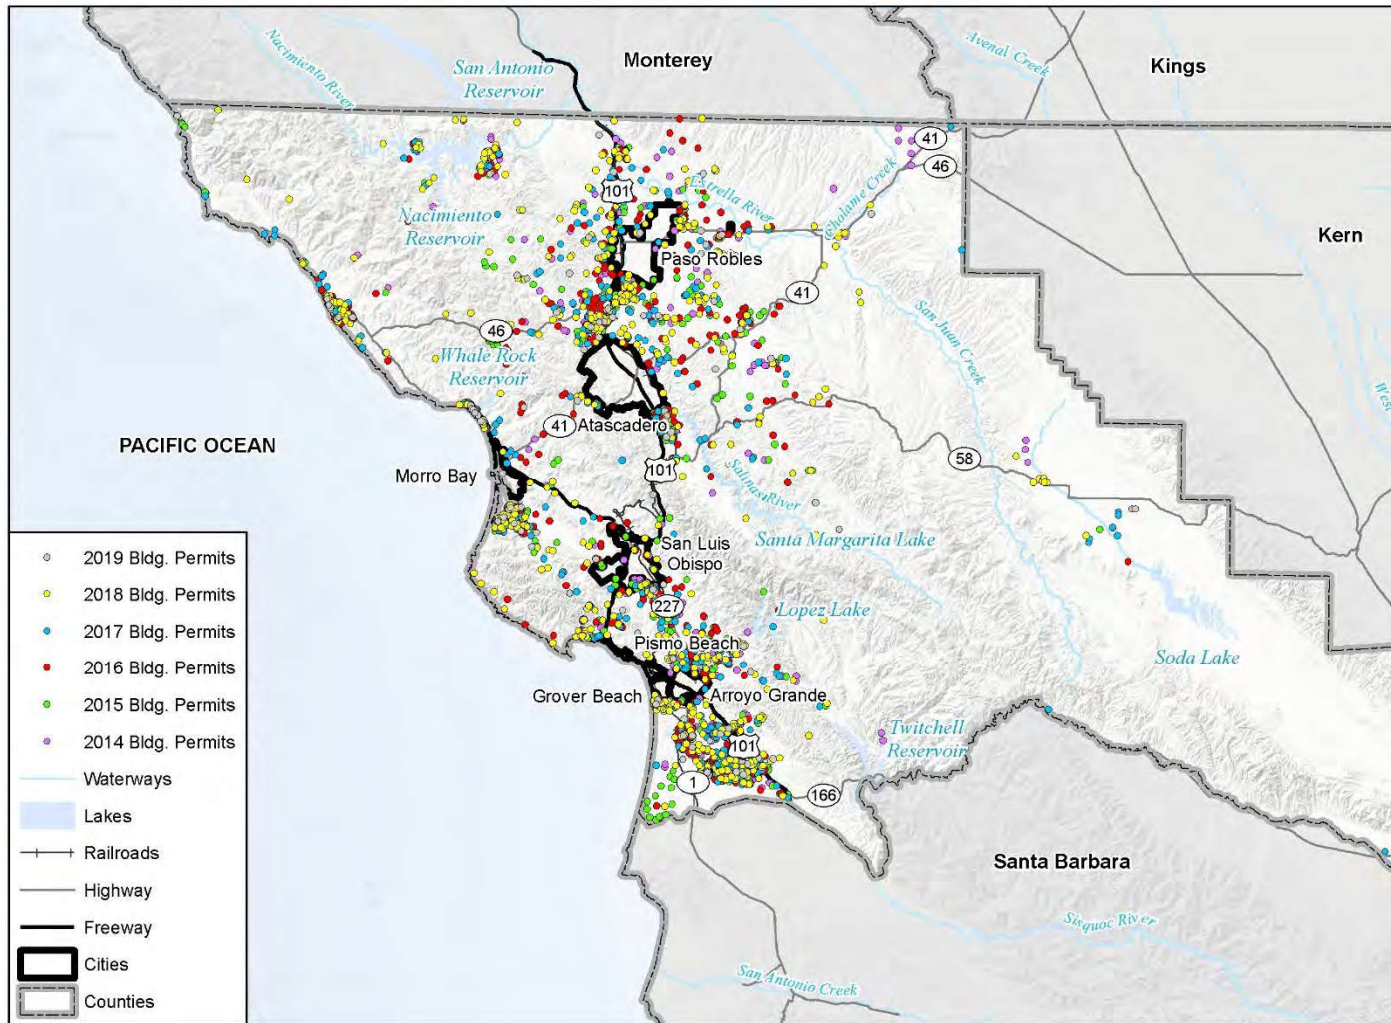 Monterey
Kings
Kern
Santa Barbara
PACIFIC OCEAN
Nacimiento
River
San Antonio
Reservoir
Avenal Creek
Nacimiento
Reservoir
Estrella River
Cholame Creek
San Juan Creek
Whale Rock
Reservoir
Salinas River
Santa Margarita Lake
Lopez Lake
Soda Lake
Twitchell
Reservoir
Sisquoc River
San Antonio
Creek
West
Paso Robles
Atascadero
Morro Bay
San Luis
Obispo
Pismo Beach
Grover Beach
Arroyo Grande
41
46
101
41
46
41
101
58
227
101
1
166
2019 Bldg. Permits
2018 Bldg. Permits
2017 Bldg. Permits
2016 Bldg. Permits
2015 Bldg. Permits
2014 Bldg. Permits
Waterways
Lakes
Railroads
Highway
Freeway
Cities
Counties